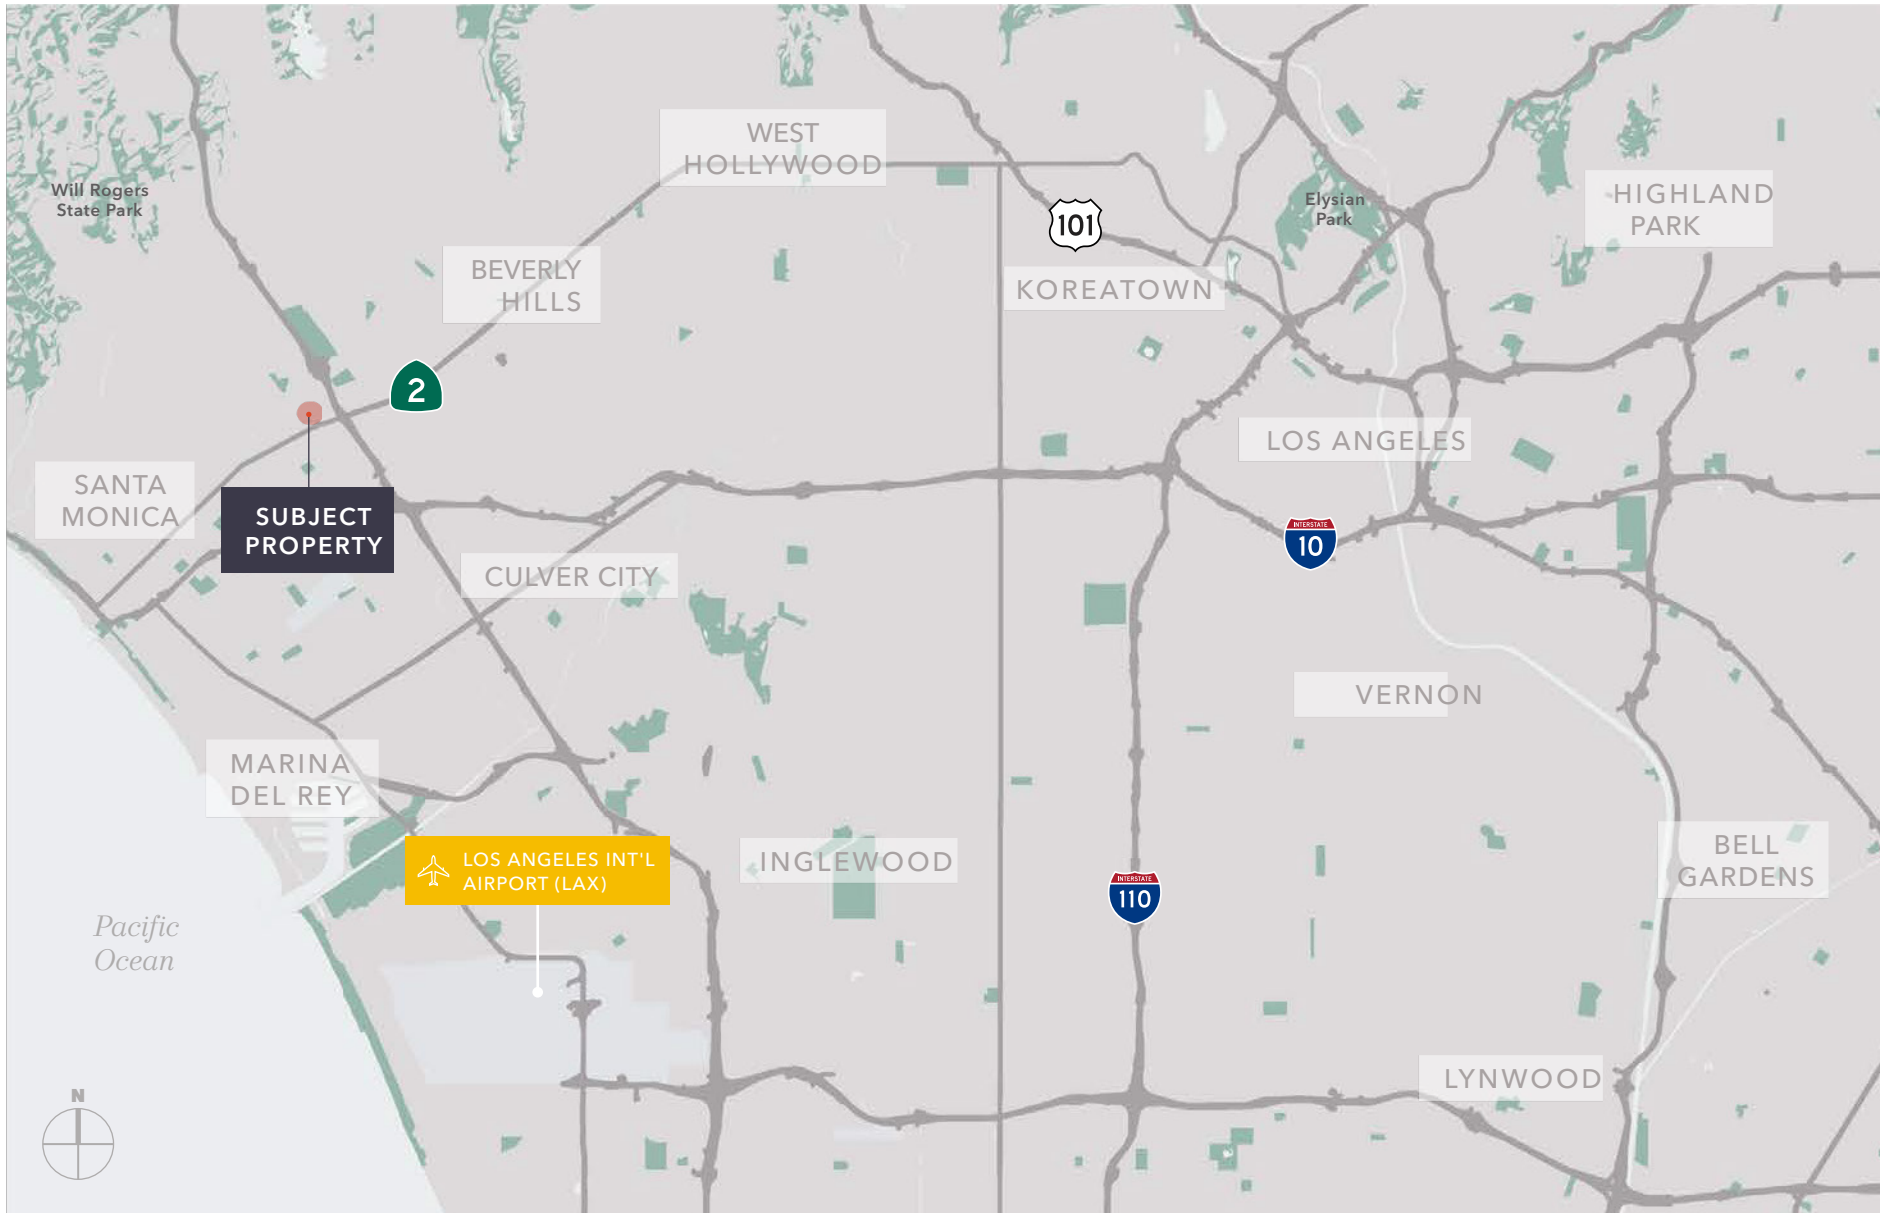 WEST
HOLLYWOOD
Will Rogers
State Park
HIGHLAND
PARK
Elysian
Park
101
BEVERLY
HILLS
KOREATOWN
2
LOS ANGELES
SANTA
MONICA
SUBJECT
PROPERTY
INTERSTATE
10
CULVER CITY
VERNON
MARINA
DEL REY
LOS ANGELES INT'L
AIRPORT (LAX)
INGLEWOOD
BELL
GARDENS
INTERSTATE
110
Pacific
Ocean
LYNWOOD
N